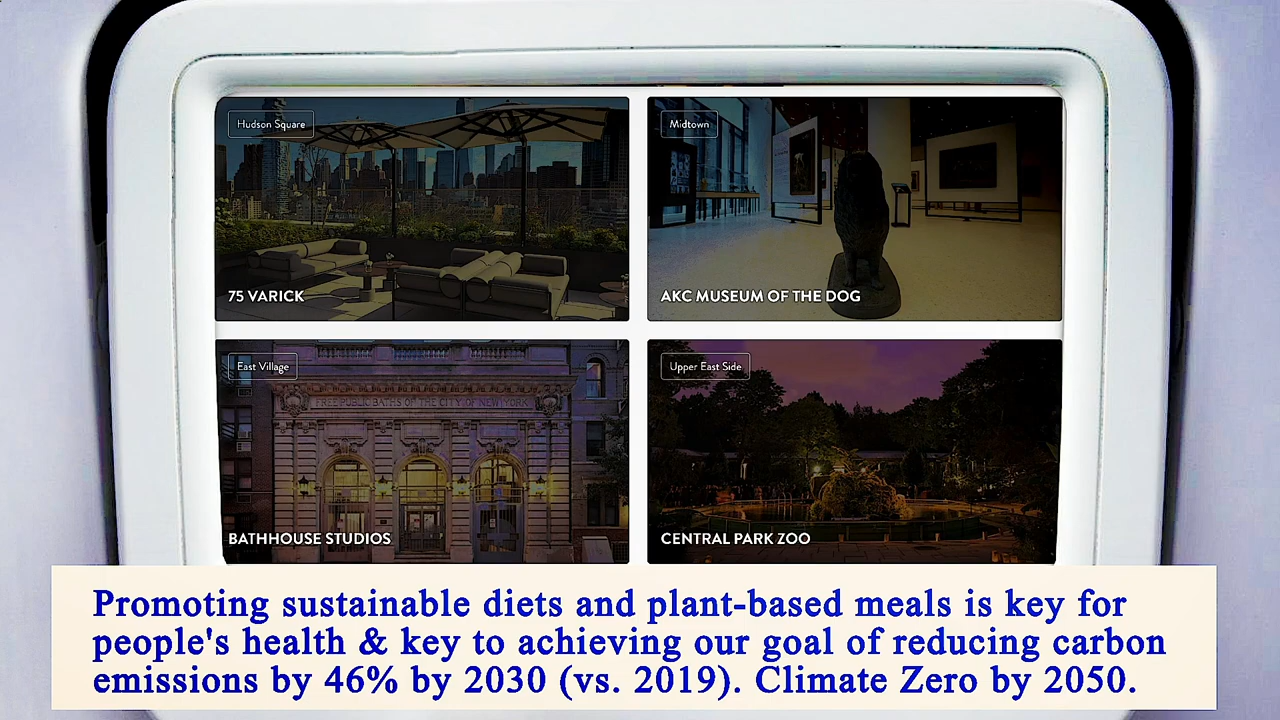 Hudson Square
75 VARICK
Midtown
AKC MUSEUM OF THE DOG
East Village
FREE PUBLIC BATHS OF THE CITY OF NEW YORK
BATHHOUSE STUDIOS
Upper East Side
CENTRAL PARK ZOO
Promoting sustainable diets and plant-based meals is key for
people's health & key to achieving our goal of reducing carbon
emissions by 46% by 2030 (vs. 2019). Climate Zero by 2050.